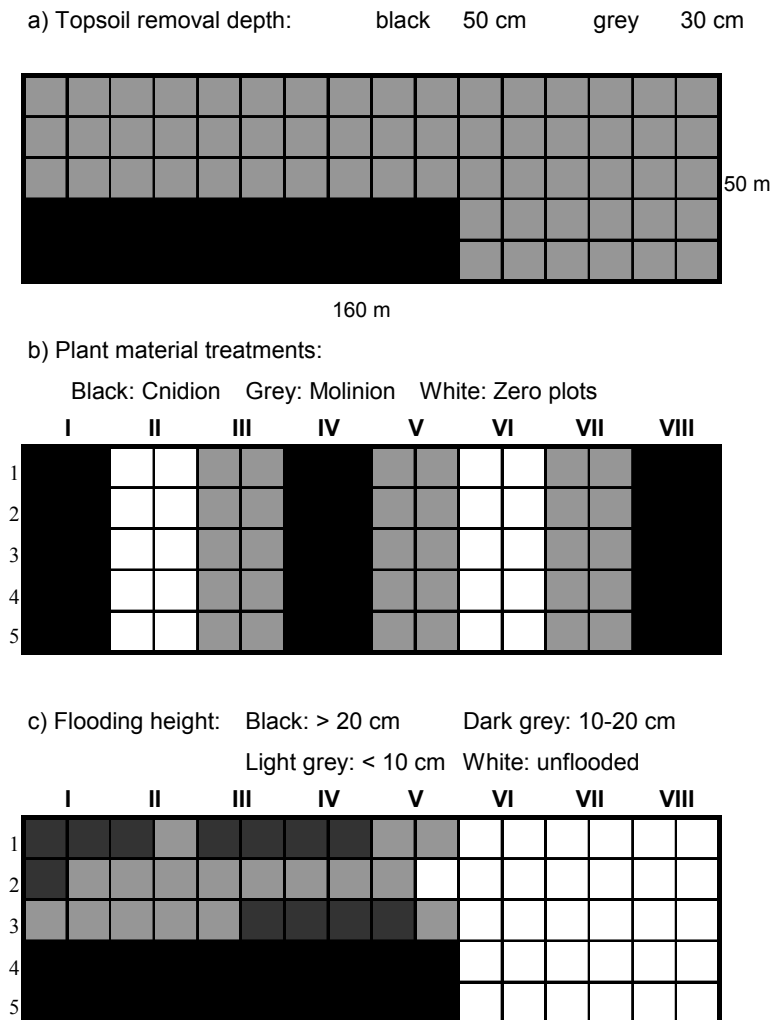 a) Topsoil removal depth: black 50 cm grey 30 cm
50 m
160 m
b) Plant material treatments:
Black: Cnidion Grey: Molinion White: Zero plots
I II III IV V VI VII VIII
1
2
3
4
5
c) Flooding height: Black: > 20 cm Dark grey: 10-20 cm
Light grey: < 10 cm White: unflooded
I II III IV V VI VII VIII
1
2
3
4
5